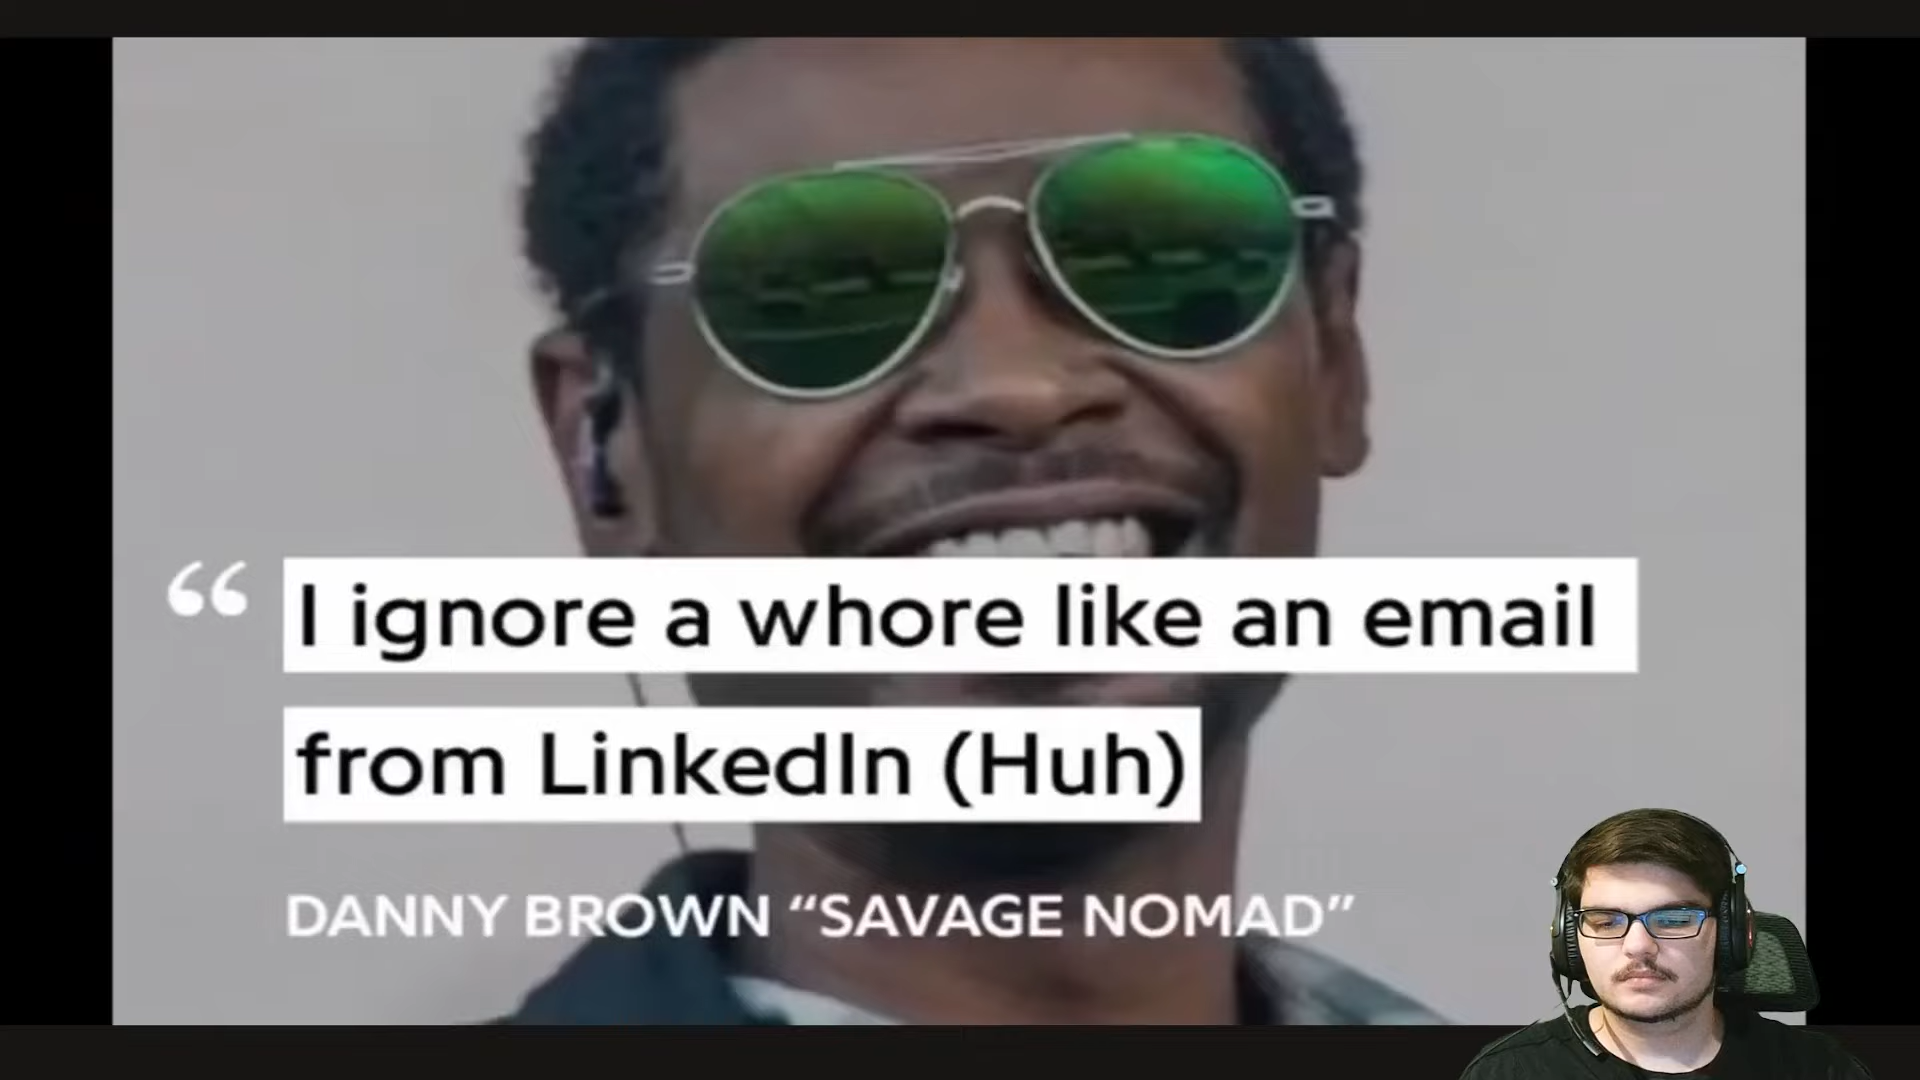 “ I ignore a whore like an email
from LinkedIn (Huh)
DANNY BROWN “SAVAGE NOMAD”